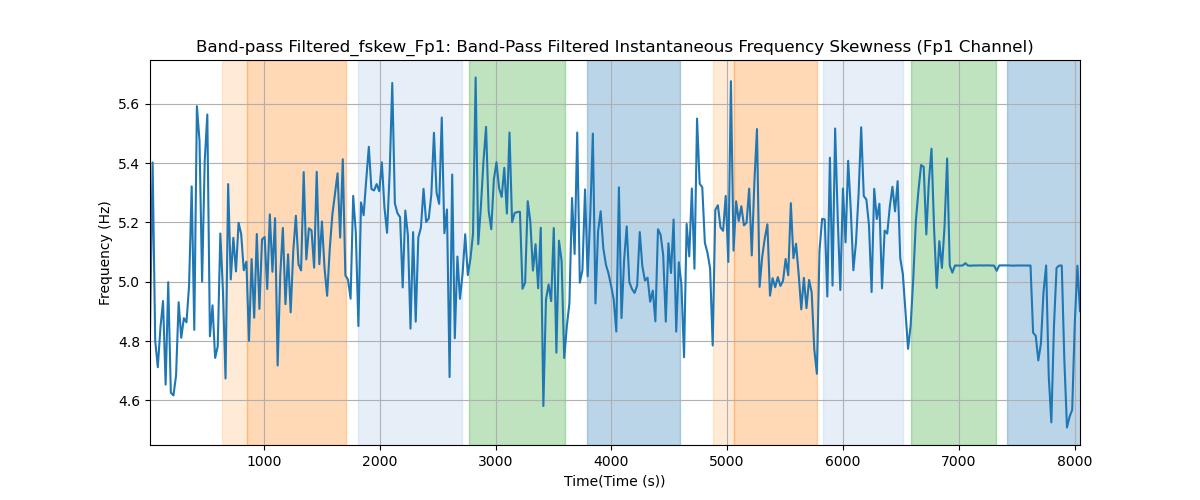 Band-pass Filtered_fskew_Fp1: Band-Pass Filtered Instantaneous Frequency Skewness (Fp1 Channel)
5.6
5.4
5.2
5.0
4.8
4.6
Frequency (Hz)
1000 2000 3000 4000 5000 6000 7000 8000
Time(Time (s))